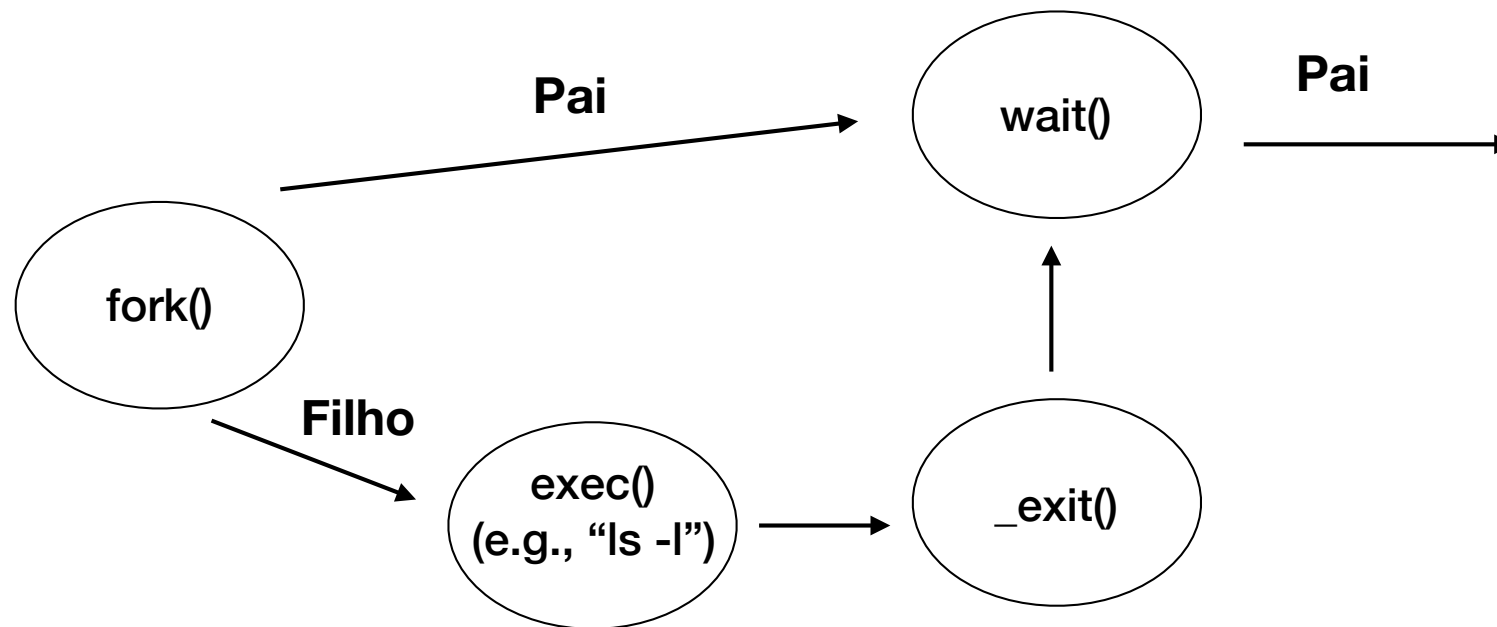 Pai
Pai
wait()
fork()
Filho
exec()
(e.g., “ls -l”)
_exit()